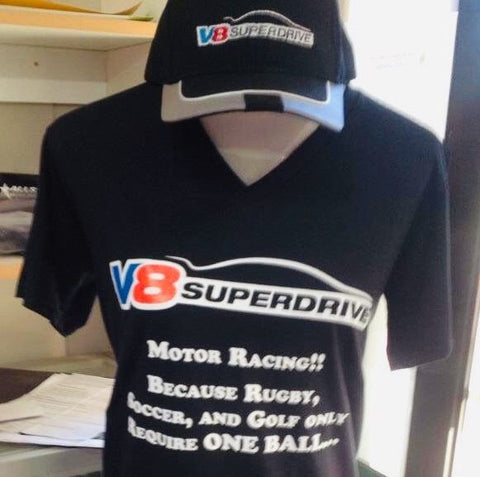 V8 SUPERDRIVE
V8 SUPERDRIVE
MOTOR RACING!!
BECAUSE RUGBY,
SOCCER, AND GOLF ONLY
REQUIRE ONE BALL...